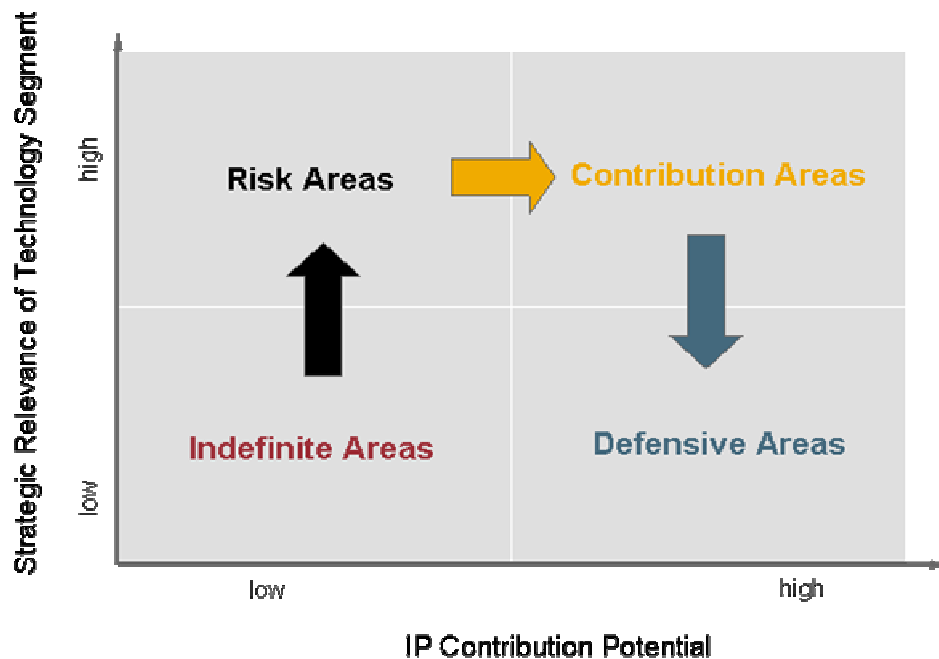 Strategic Relevance of Technology Segment
high
low
Risk Areas
Contribution Areas
Indefinite Areas
Defensive Areas
low
high
IP Contribution Potential